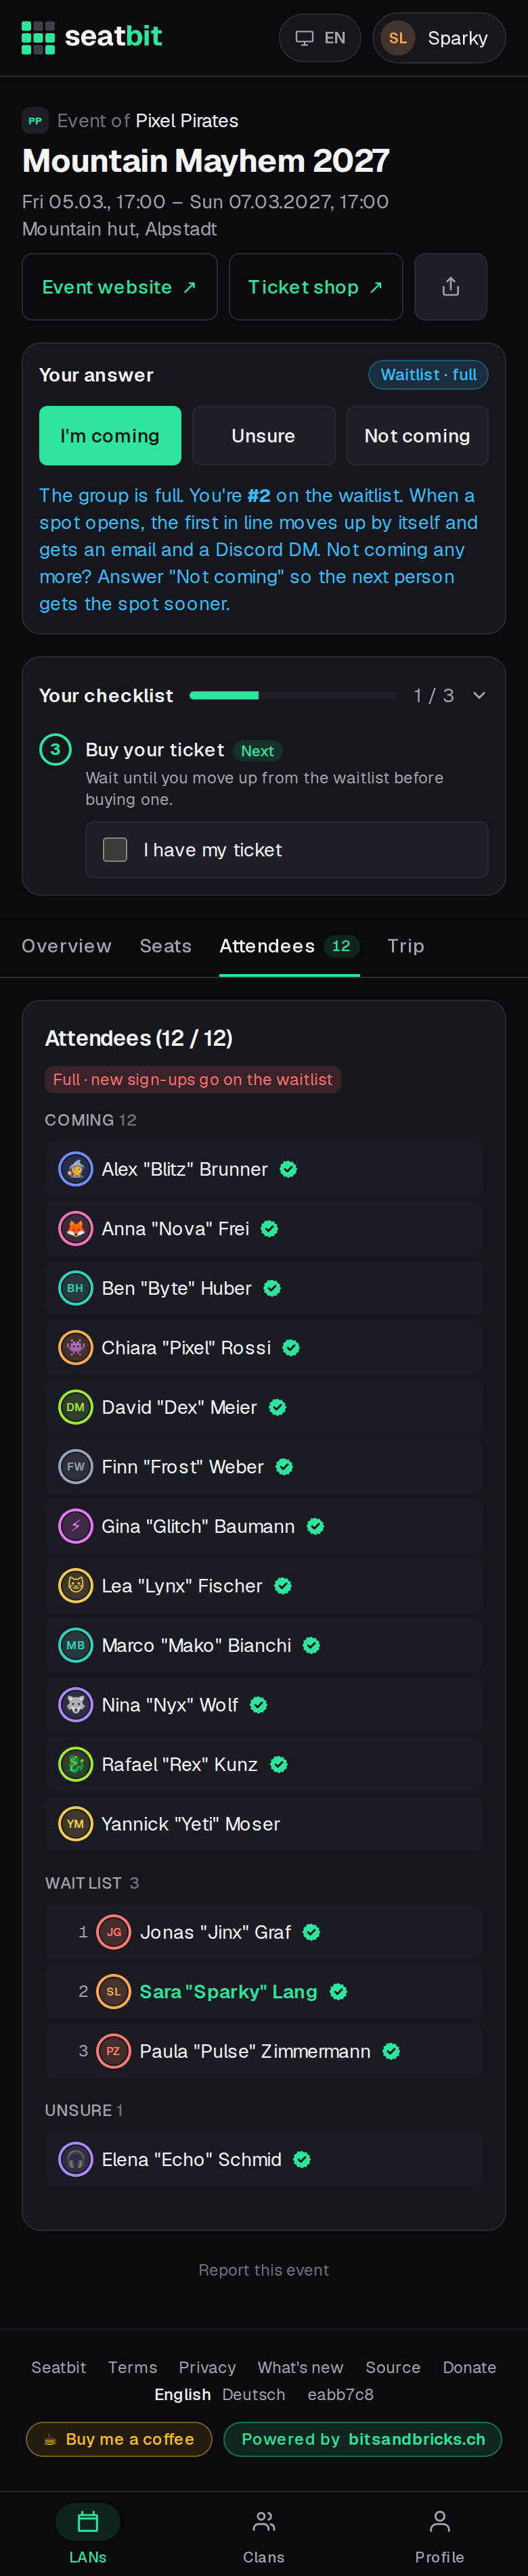 seatbit
EN
SL Sparky
PP Event of Pixel Pirates
Mountain Mayhem 2027
Fri 05.03., 17:00 – Sun 07.03.2027, 17:00
Mountain hut, Alpstadt
Event website ↗ Ticket shop ↗
Your answer Waitlist · full
I'm coming Unsure Not coming
The group is full. You're #2 on the waitlist. When a
spot opens, the first in line moves up by itself and
gets an email and a Discord DM. Not coming any
more? Answer "Not coming" so the next person
gets the spot sooner.
Your checklist 1 / 3
3 Buy your ticket Next
Wait until you move up from the waitlist before
buying one.
I have my ticket
Overview Seats Attendees 12 Trip
Attendees (12 / 12)
Full · new sign-ups go on the waitlist
COMING 12
Alex "Blitz" Brunner
Anna "Nova" Frei
BH Ben "Byte" Huber
Chiara "Pixel" Rossi
DM David "Dex" Meier
FW Finn "Frost" Weber
Gina "Glitch" Baumann
Lea "Lynx" Fischer
MB Marco "Mako" Bianchi
Nina "Nyx" Wolf
Rafael "Rex" Kunz
YM Yannick "Yeti" Moser
WAITLIST 3
1 JG Jonas "Jinx" Graf
2 SL Sara "Sparky" Lang
3 PZ Paula "Pulse" Zimmermann
UNSURE 1
Elena "Echo" Schmid
Report this event
Seatbit Terms Privacy What's new Source Donate
English Deutsch eabb7c8
Buy me a coffee Powered by bitsandbricks.ch
LANs Clans Profile